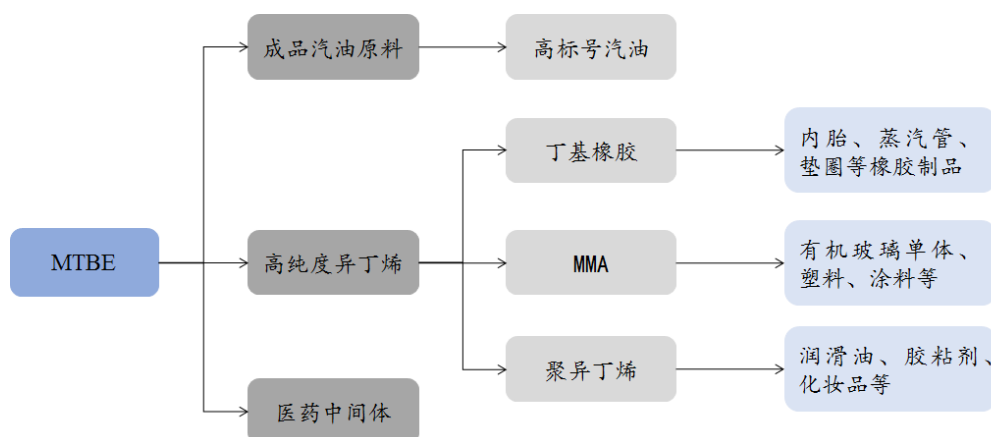 成品汽油原料
高标号汽油
丁基橡胶
内胎、蒸汽管、
垫圈等橡胶制品
MTBE
高纯度异丁烯
MMA
有机玻璃单体、
塑料、涂料等
聚异丁烯
润滑油、胶粘剂、
化妆品等
医药中间体